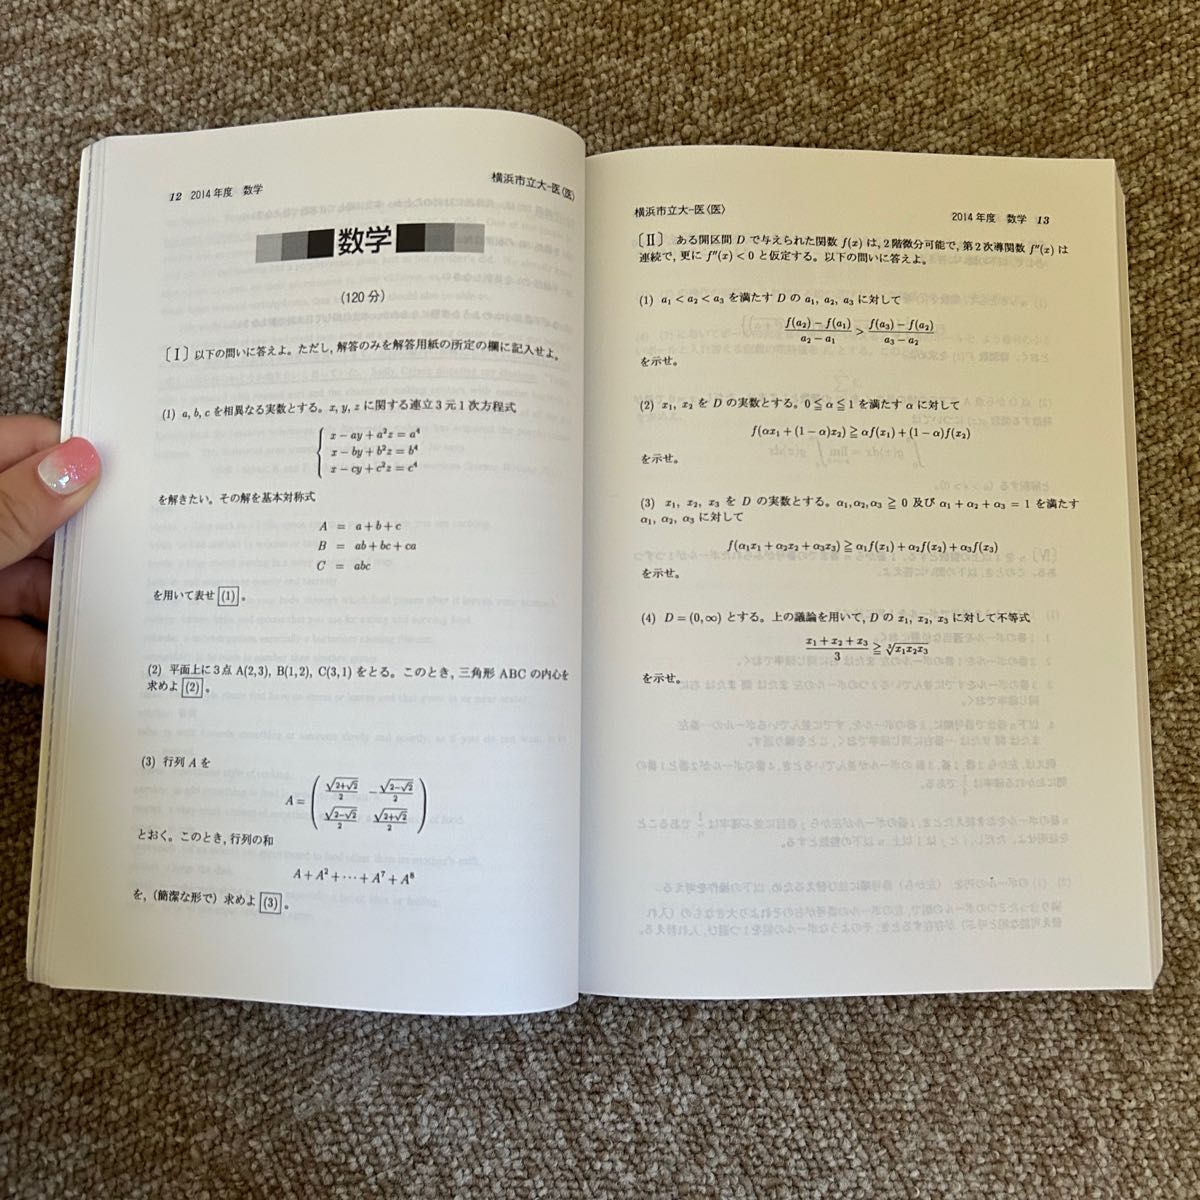 12 2014年度 数学
横浜市立大-医〈医〉
数学
(120分)
〔Ⅰ〕以下の問いに答えよ。ただし, 解答のみを解答用紙の所定の欄に記入せよ。
(1) a, b, c を相異なる実数とする。x, y, z に関する連立3元1次方程式
x − ay + a²z = a⁴
x − by + b²z = b⁴
x − cy + c²z = c⁴
を解きたい。その解を基本対称式
A = a+b+c
B = ab+bc+ca
C = abc
を用いて表せ (1) 。
(2) 平面上に3点 A(2,3), B(1,2), C(3,1) をとる。このとき, 三角形 ABC の内心を
求めよ (2) 。
(3) 行列 A を
A = ( √(2+√2)/2 −√(2−√2)/2
√(2−√2)/2 √(2+√2)/2 )
とおく。このとき, 行列の和
A + A² + ⋯ + A⁷ + A⁸
を, (簡潔な形で) 求めよ (3) 。
横浜市立大-医〈医〉
2014年度 数学 13
〔Ⅱ〕 ある開区間 D で与えられた関数 f(x) は, 2階微分可能で, 第2次導関数 f″(x) は
連続で, 更に f″(x) < 0 と仮定する。以下の問いに答えよ。
(1) a₁ < a₂ < a₃ を満たす D の a₁, a₂, a₃ に対して
(f(a₂) − f(a₁))/(a₂ − a₁) > (f(a₃) − f(a₂))/(a₃ − a₂)
を示せ。
(2) x₁, x₂ を D の実数とする。0 ≦ α ≦ 1 を満たす α に対して
f(αx₁ + (1−α)x₂) ≧ αf(x₁) + (1−α)f(x₂)
を示せ。
(3) x₁, x₂, x₃ を D の実数とする。α₁,α₂,α₃ ≧ 0 及び α₁ + α₂ + α₃ = 1 を満たす
α₁, α₂, α₃ に対して
f(α₁x₁ + α₂x₂ + α₃x₃) ≧ α₁f(x₁) + α₂f(x₂) + α₃f(x₃)
を示せ。
(4) D = (0,∞) とする。上の議論を用いて, D の x₁, x₂, x₃ に対して不等式
(x₁ + x₂ + x₃)/3 ≧ ∛(x₁x₂x₃)
を示せ。